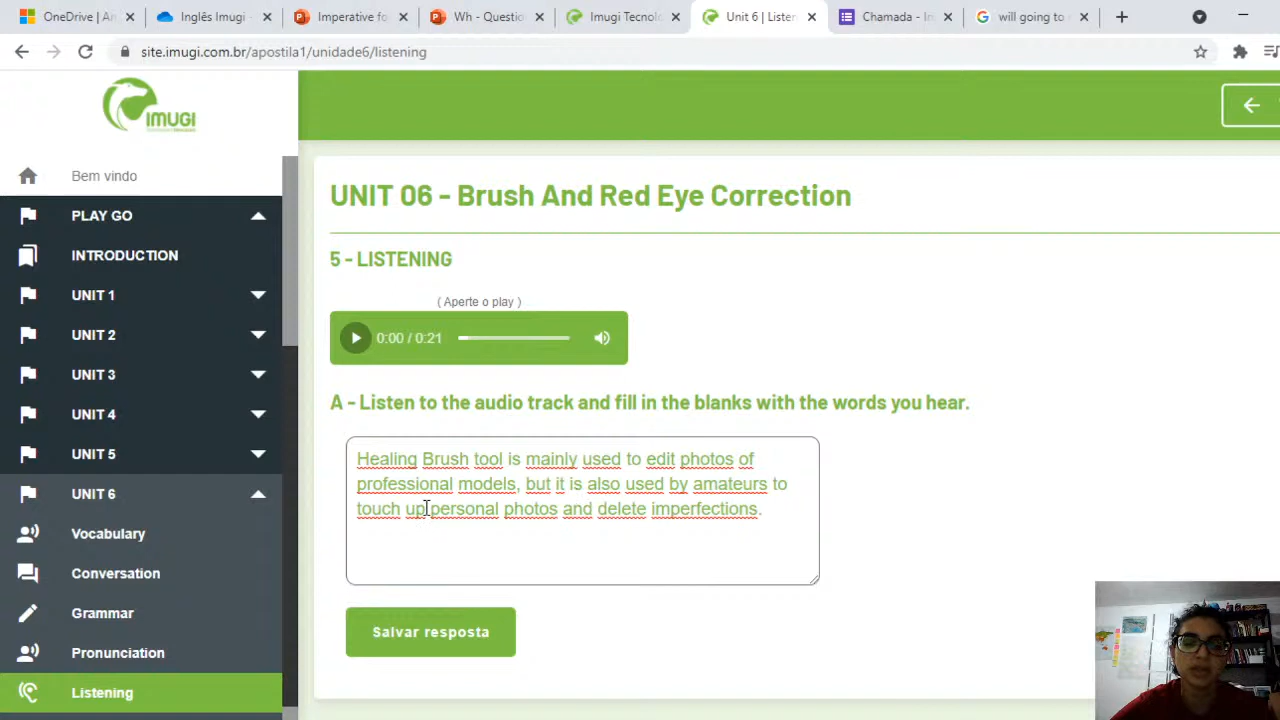 OneDrive | An
Inglês Imugi -
Imperative fo
Wh - Questio
Imugi Tecnol
Unit 6 | Lister
Chamada - I
will going to
site.imugi.com.br/apostila1/unidade6/listening
IMUGI
Bem vindo
PLAY GO
INTRODUCTION
UNIT 1
UNIT 2
UNIT 3
UNIT 4
UNIT 5
UNIT 6
Vocabulary
Conversation
Grammar
Pronunciation
Listening
UNIT 06 - Brush And Red Eye Correction
5 - LISTENING
( Aperte o play )
0:00 / 0:21
A - Listen to the audio track and fill in the blanks with the words you hear.
Healing Brush tool is mainly used to edit photos of
professional models, but it is also used by amateurs to
touch up personal photos and delete imperfections.
Salvar resposta